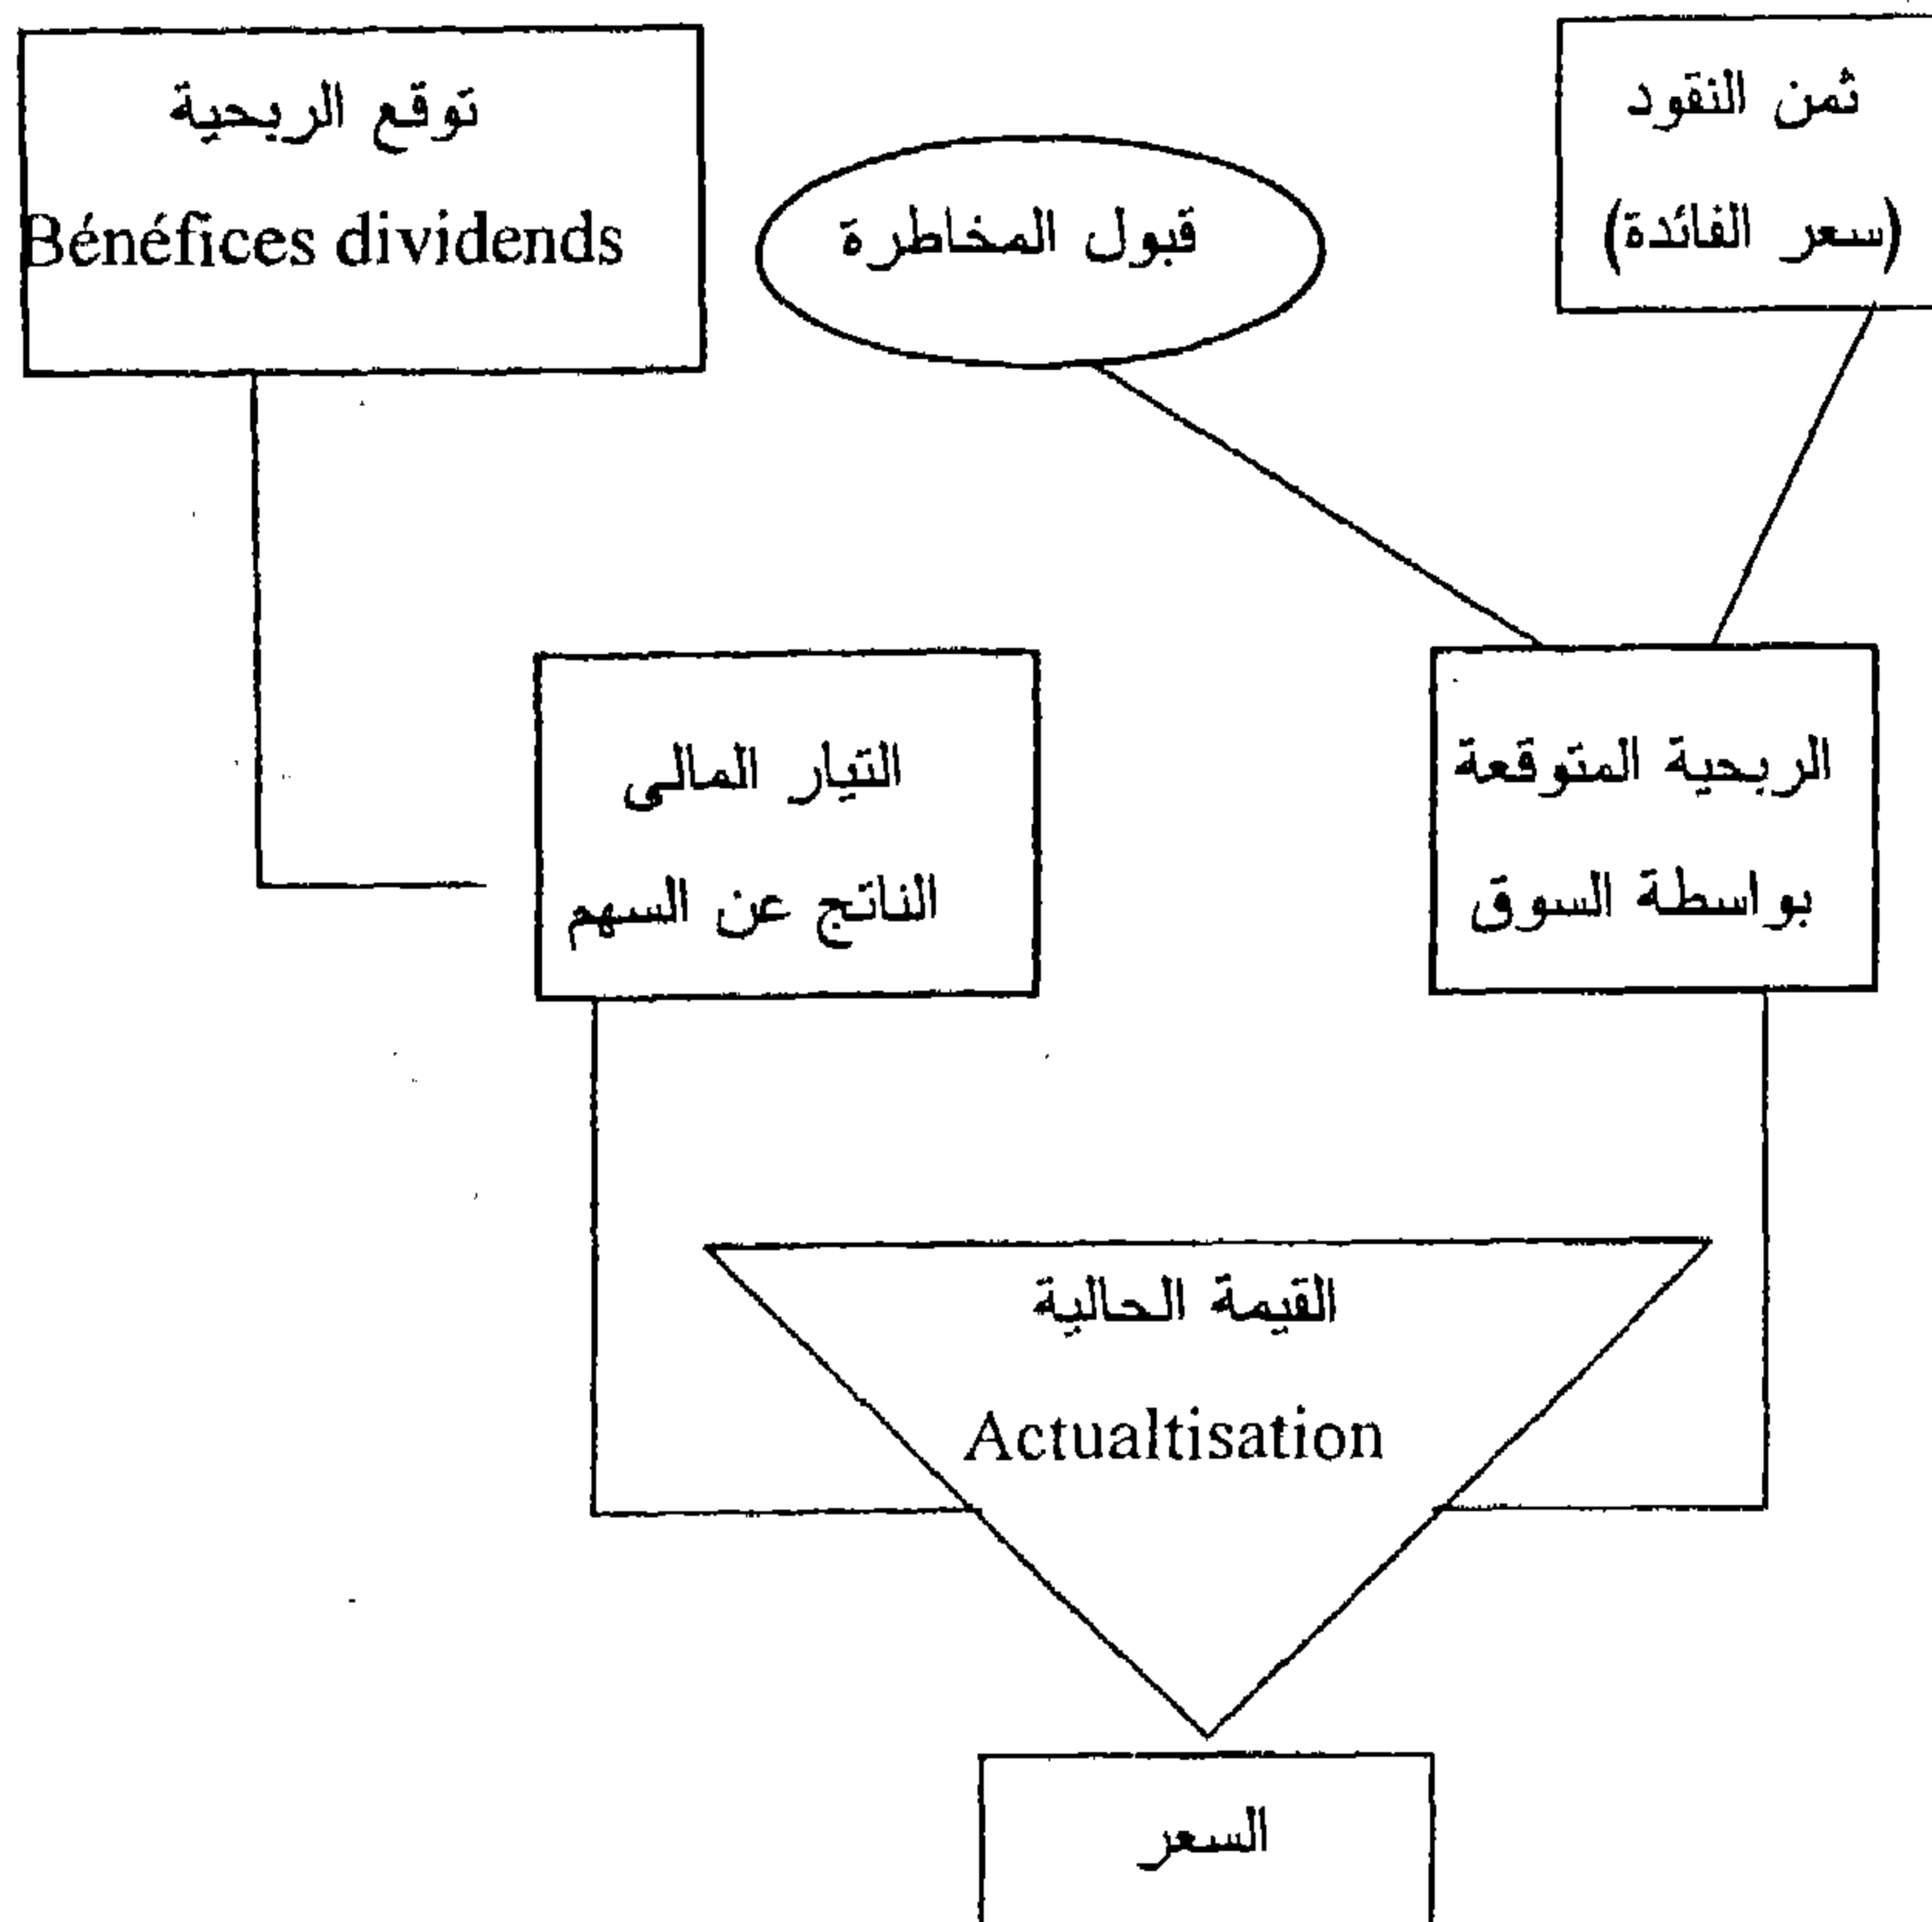 ثمن النقود
(سعر الفائدة)
قبول المخاطرة
توقع الربحية
Bénéfices dividends
الربحية المتوقعة
بواسطة السوق
التيار المالى
الناتج عن السهم
القيمة الحالية
Actualtisation
السعر